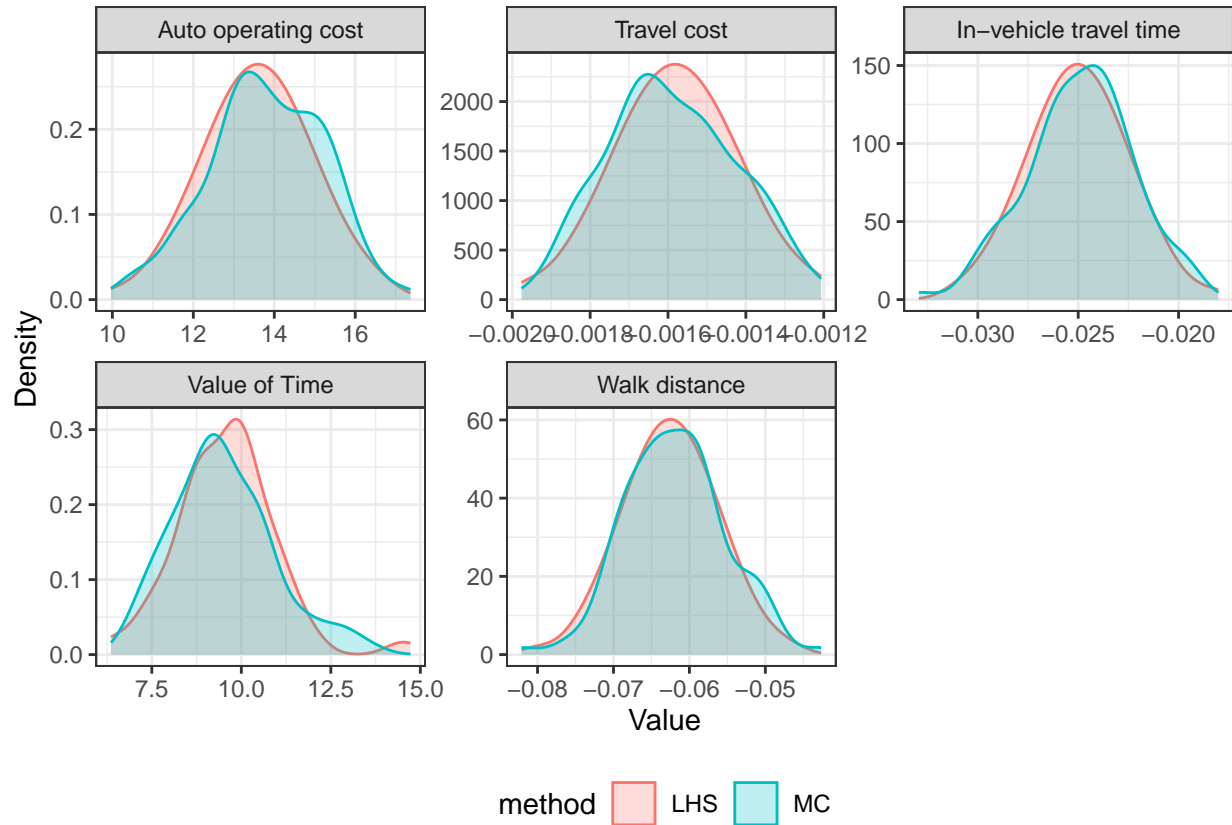 Auto operating cost
Travel cost
In−vehicle travel time
0.2
0.1
0.0
10 12 14 16
2000
1500
1000
500
0
−0.0020 −0.0018 −0.0016 −0.0014 −0.0012
150
100
50
0
−0.030 −0.025 −0.020
Density
Value of Time
Walk distance
0.3
0.2
0.1
0.0
7.5 10.0 12.5 15.0
60
40
20
0
−0.08 −0.07 −0.06 −0.05
Value
method LHS MC